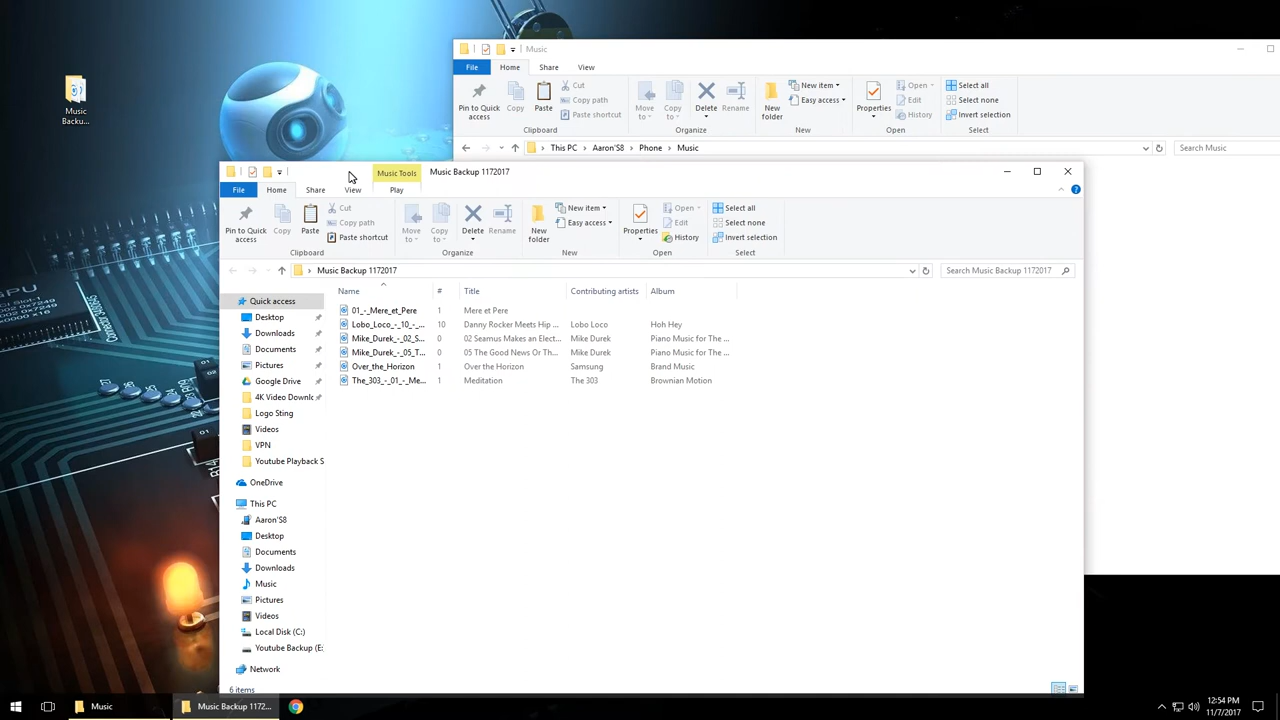 Music
Backu...
Music
File Home Share View
Pin to Quick access
Copy
Paste
Cut
Copy path
Paste shortcut
Clipboard
Move to
Copy to
Delete
Rename
Organize
New folder
New item
Easy access
New
Properties
Open
Edit
History
Open
Select all
Select none
Invert selection
Select
This PC Aaron'S8 Phone Music
Search Music
Music Tools
Music Backup 1172017
File Home Share View Play
Pin to Quick access
Copy
Paste
Cut
Copy path
Paste shortcut
Clipboard
Move to
Copy to
Delete
Rename
Organize
New folder
New item
Easy access
New
Properties
Open
Edit
History
Open
Select all
Select none
Invert selection
Select
Music Backup 1172017
Search Music Backup 1172017
Name # Title Contributing artists Album
01_-_Mere_et_Pere 1 Mere et Pere
Lobo_Loco_-_10_-_... 10 Danny Rocker Meets Hip ... Lobo Loco Hoh Hey
Mike_Durek_-_02_S... 0 02 Seamus Makes an Elect... Mike Durek Piano Music for The ...
Mike_Durek_-_05_T... 0 05 The Good News Or Th... Mike Durek Piano Music for The ...
Over_the_Horizon 1 Over the Horizon Samsung Brand Music
The_303_-_01_-_Me... 1 Meditation The 303 Brownian Motion
Quick access
Desktop
Downloads
Documents
Pictures
Google Drive
4K Video Downlc
Logo Sting
Videos
VPN
Youtube Playback S
OneDrive
This PC
Aaron'S8
Desktop
Documents
Downloads
Music
Pictures
Videos
Local Disk (C:)
Youtube Backup (E:
Network
6 items
Music
Music Backup 1172...
12:54 PM
11/7/2017